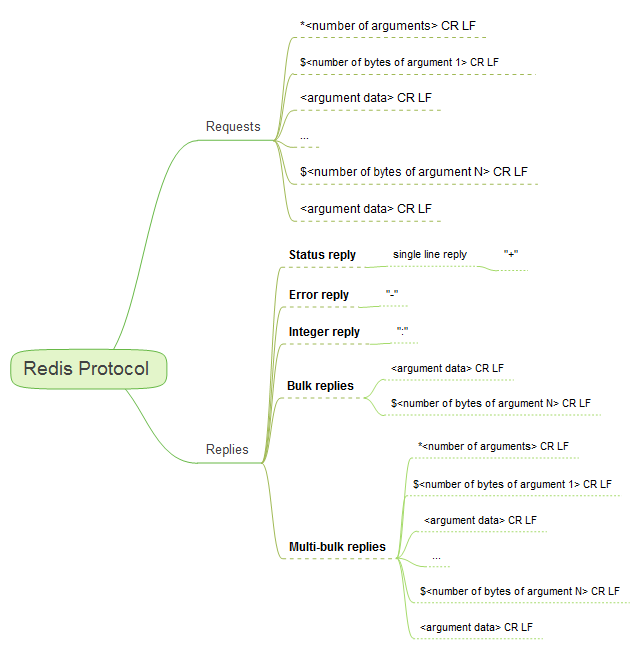 *<number of arguments> CR LF
$<number of bytes of argument 1> CR LF
<argument data> CR LF
Requests
...
$<number of bytes of argument N> CR LF
<argument data> CR LF
Status reply
single line reply
"+"
Error reply
"-"
Integer reply
":"
Redis Protocol
<argument data> CR LF
Bulk replies
$<number of bytes of argument N> CR LF
Replies
*<number of arguments> CR LF
$<number of bytes of argument 1> CR LF
<argument data> CR LF
Multi-bulk replies
...
$<number of bytes of argument N> CR LF
<argument data> CR LF